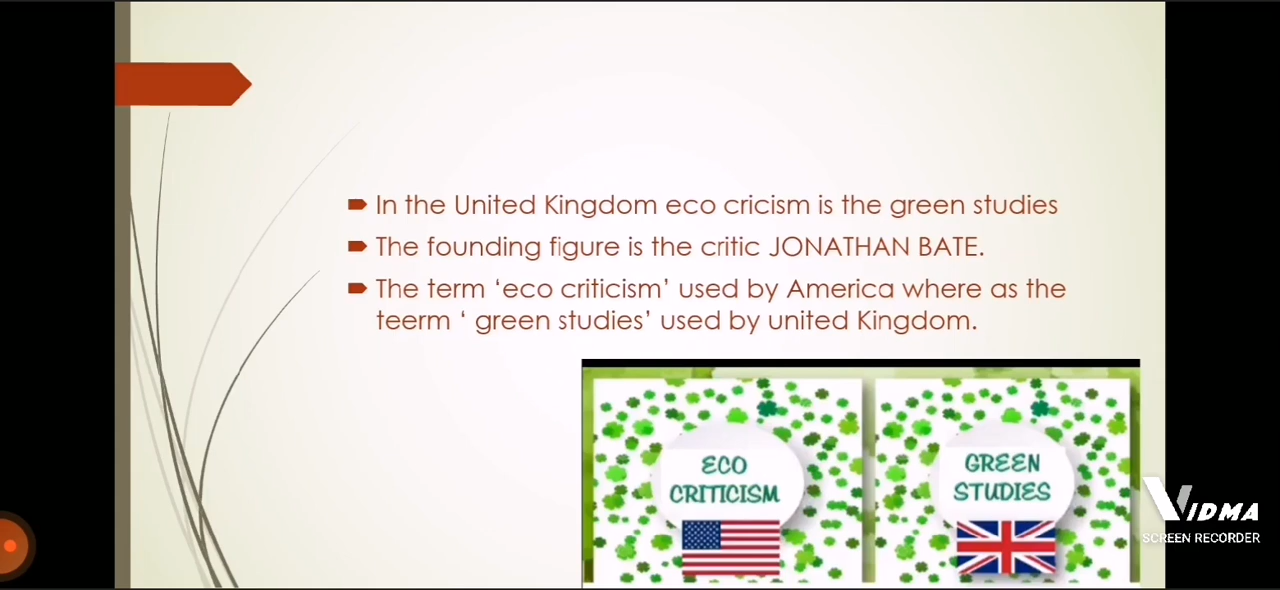 In the United Kingdom eco cricism is the green studies
The founding figure is the critic JONATHAN BATE.
The term ‘eco criticism’ used by America where as the
teerm ‘ green studies’ used by united Kingdom.
ECO
CRITICISM
GREEN
STUDIES
VIDMA
SCREEN RECORDER